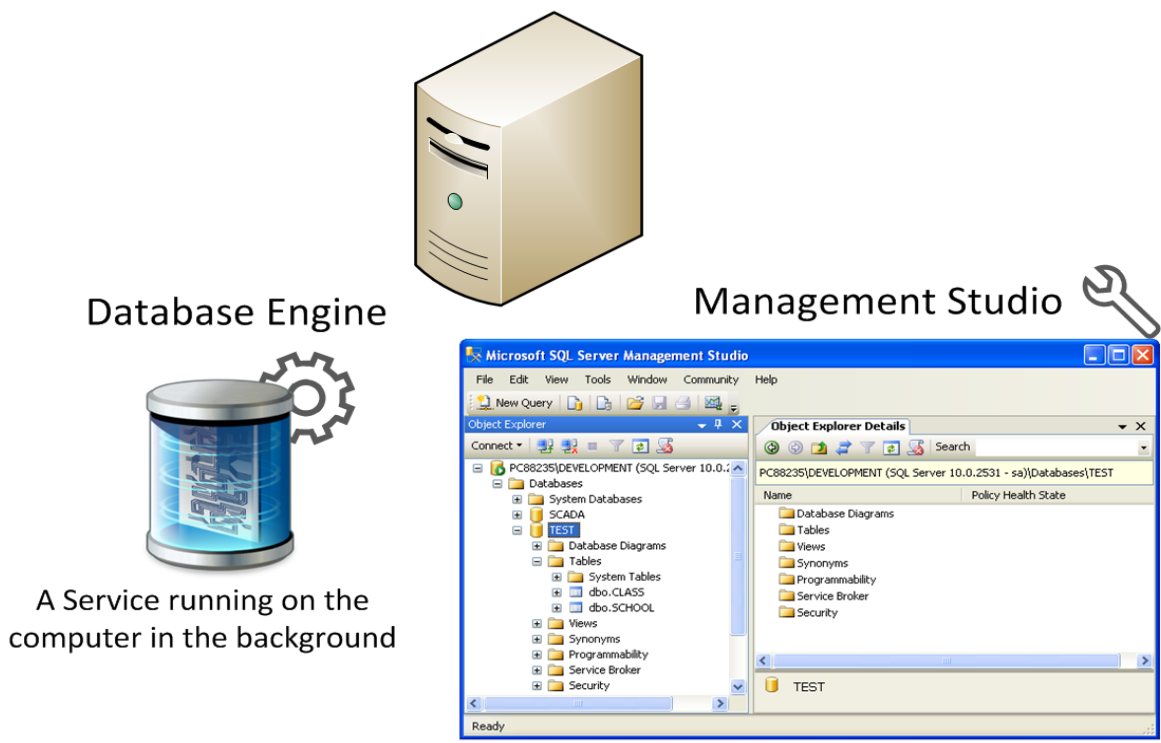 Database Engine
Management Studio
A Service running on the
computer in the background
Microsoft SQL Server Management Studio
File Edit View Tools Window Community Help
New Query
Object Explorer
Connect
PC88235\DEVELOPMENT (SQL Server 10.0.2
Databases
System Databases
SCADA
TEST
Database Diagrams
Tables
System Tables
dbo.CLASS
dbo.SCHOOL
Views
Synonyms
Programmability
Service Broker
Security
Object Explorer Details
Search
PC88235\DEVELOPMENT (SQL Server 10.0.2531 - sa)\Databases\TEST
Name Policy Health State
Database Diagrams
Tables
Views
Synonyms
Programmability
Service Broker
Security
TEST
Ready